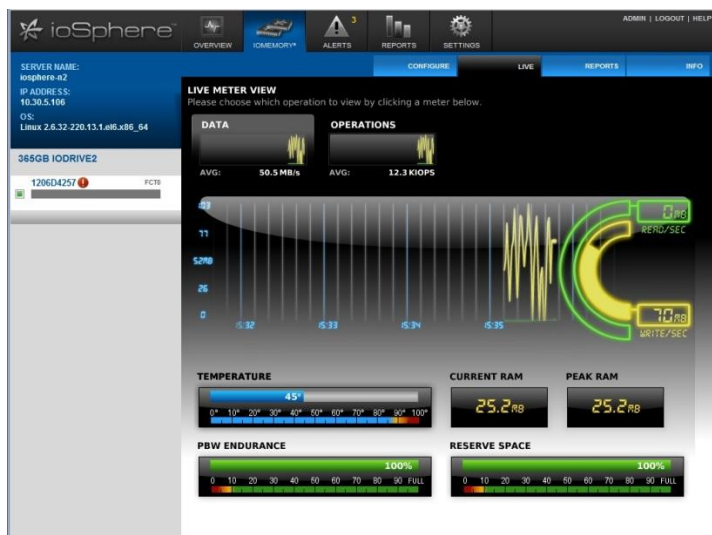 ioSphere
OVERVIEW
IOMEMORY®
3
ALERTS
REPORTS
SETTINGS
ADMIN | LOGOUT | HELP
SERVER NAME:
iosphere-n2
IP ADDRESS:
10.30.5.106
OS:
Linux 2.6.32-220.13.1.el6.x86_64
CONFIGURE LIVE REPORTS INFO
365GB IODRIVE2
1206D4257 FCT0
LIVE METER VIEW
Please choose which operation to view by clicking a meter below.
DATA
AVG: 50.5 MB/s
OPERATIONS
AVG: 12.3 KIOPS
103
77
52MB
26
0
15:32 15:33 15:34 15:35
0MB
READ/SEC
70MB
WRITE/SEC
TEMPERATURE
45°
0° 10° 20° 30° 40° 50° 60° 70° 80° 90° 100°
CURRENT RAM
25.2MB
PEAK RAM
25.2MB
PBW ENDURANCE
100%
0 10 20 30 40 50 60 70 80 90 FULL
RESERVE SPACE
100%
0 10 20 30 40 50 60 70 80 90 FULL